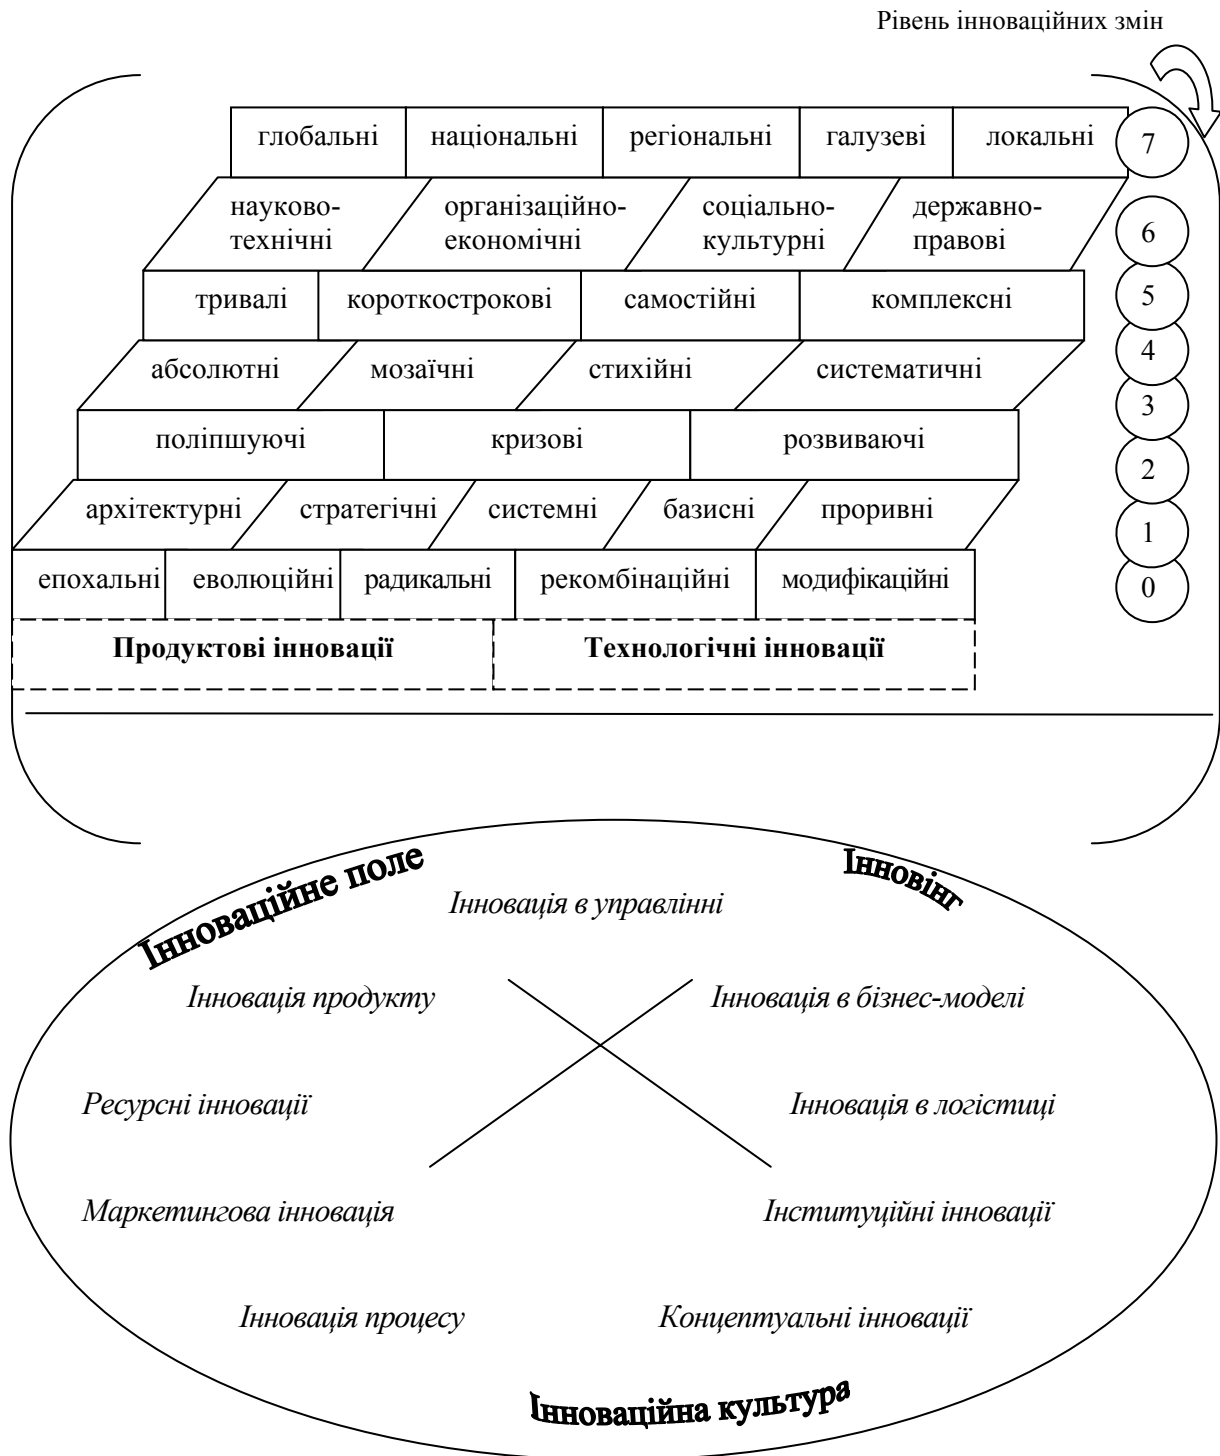 Рівень інноваційних змін
глобальні національні регіональні галузеві локальні 7
науково- організаційно- соціально- державно-
технічні економічні культурні правові 6
тривалі короткострокові самостійні комплексні 5
4
абсолютні мозаїчні стихійні систематичні
3
поліпшуючі кризові розвиваючі
2
архітектурні стратегічні системні базисні проривні
1
епохальні еволюційні радикальні рекомбінаційні модифікаційні 0
Продуктові інновації Технологічні інновації
Інноваційне поле Інновінг
Інновація в управлінні
Інновація продукту Інновація в бізнес-моделі
Ресурсні інновації Інновація в логістиці
Маркетингова інновація Інституційні інновації
Інновація процесу Концептуальні інновації
Інноваційна культура